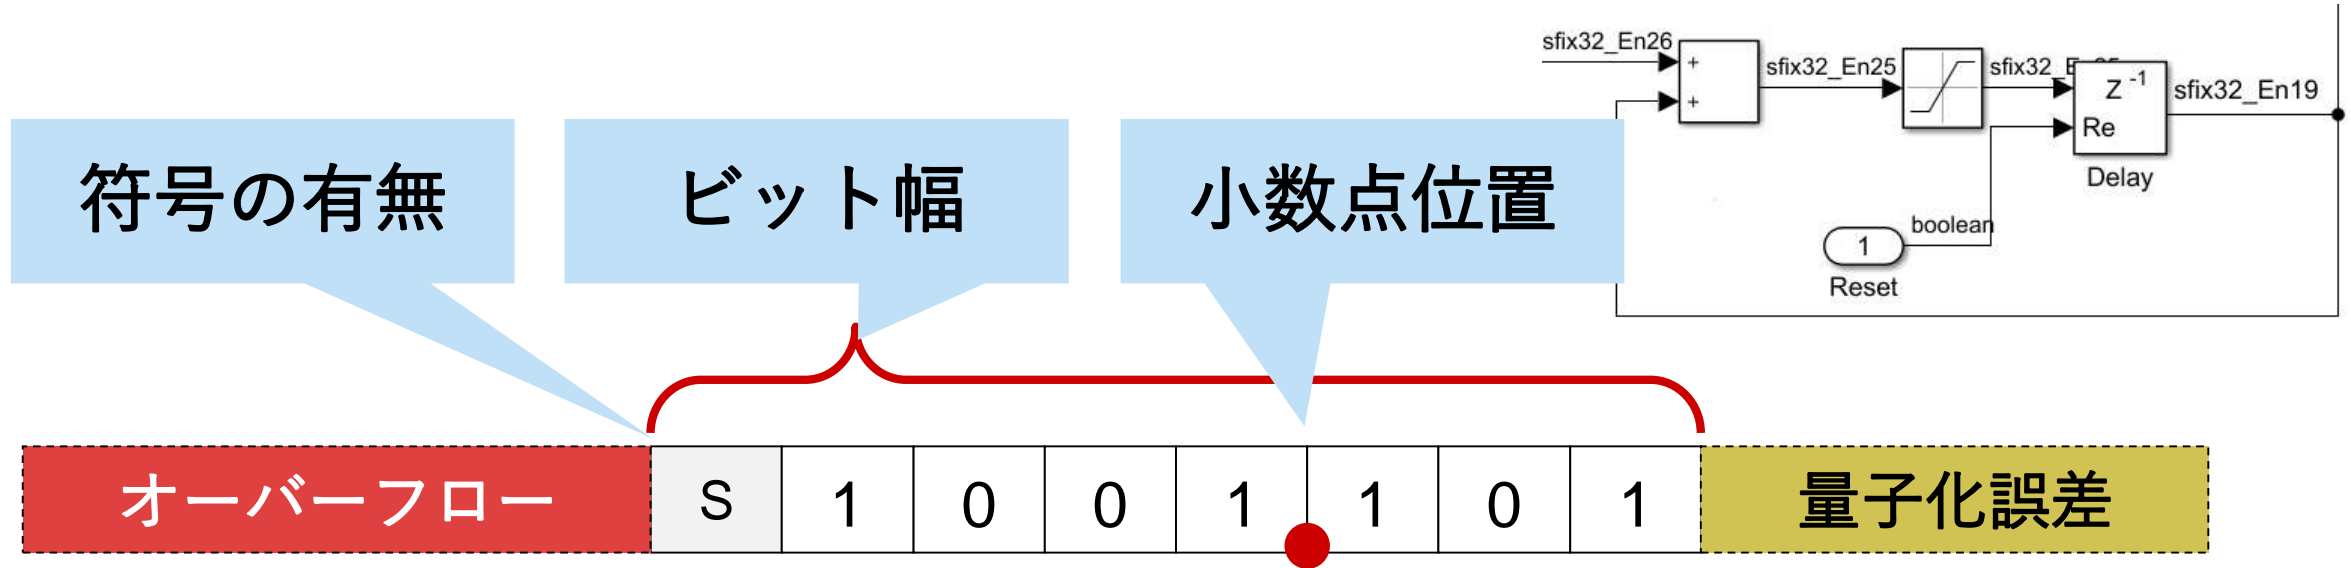 sfix32_En26
+
+
sfix32_En25
sfix32_
Z -1
Re
sfix32_En19
Delay
boolean
1
Reset
符号の有無
ビット幅
小数点位置
オーバーフロー
S 1 0 0 1 1 0 1
量子化誤差